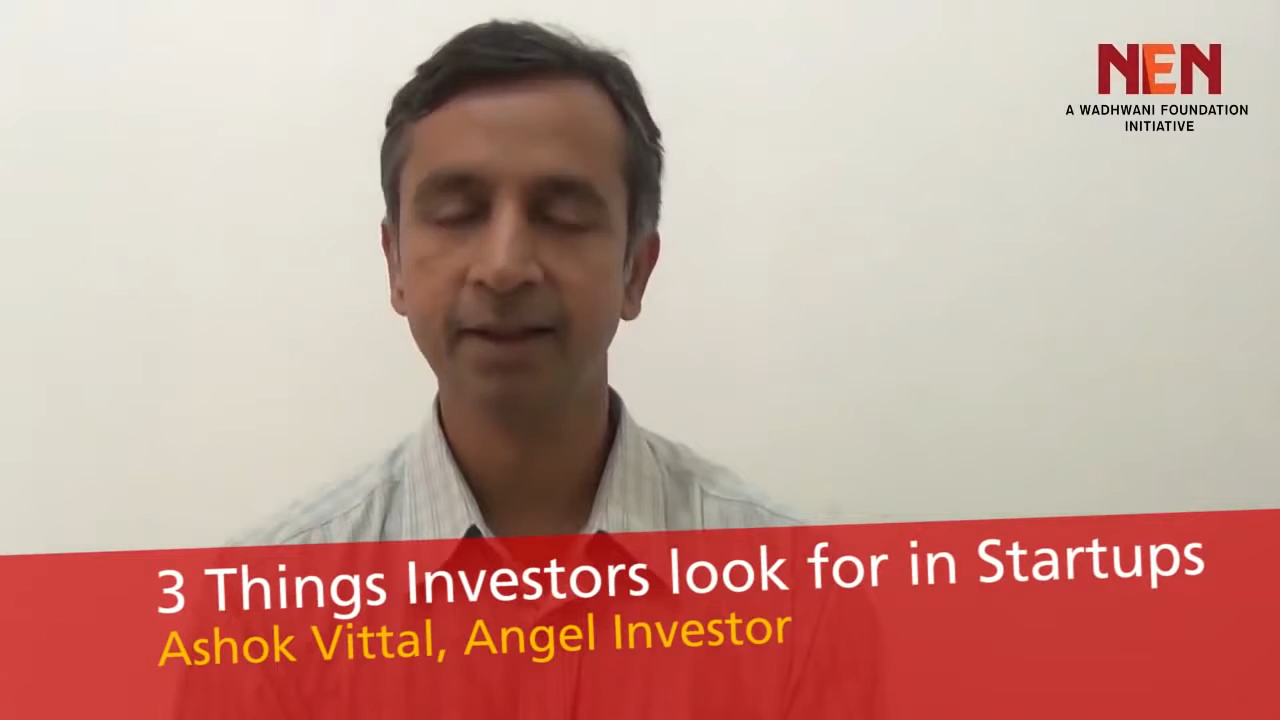 NEN
A WADHWANI FOUNDATION
INITIATIVE
3 Things Investors look for in Startups
Ashok Vittal, Angel Investor